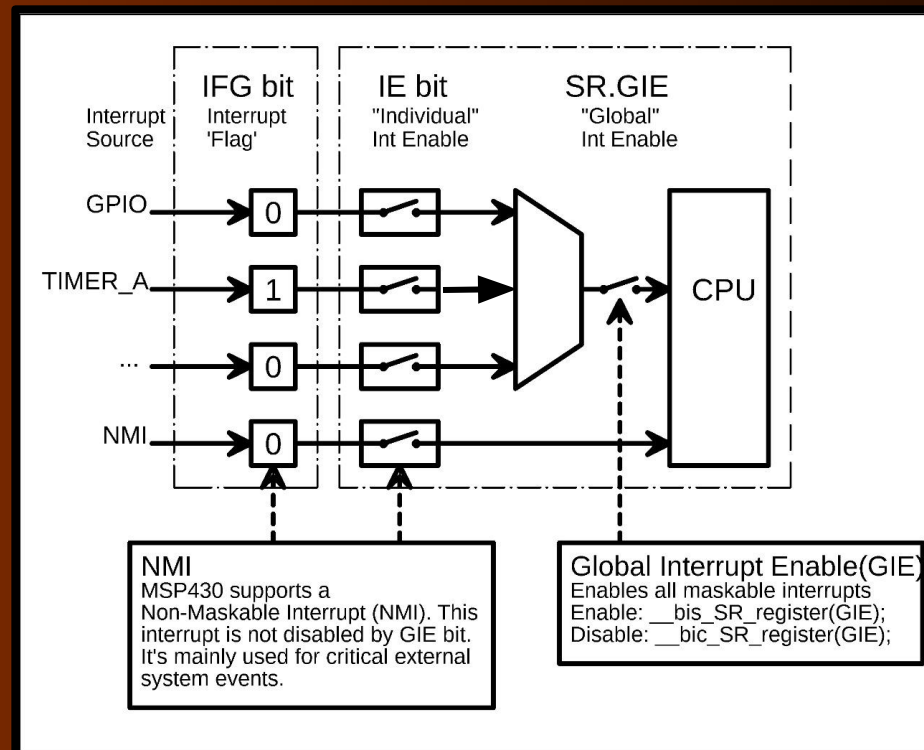 IFG bit
Interrupt
'Flag'
IE bit
"Individual"
Int Enable
SR.GIE
"Global"
Int Enable
Interrupt
Source
GPIO
0
TIMER_A
1
CPU
...
0
NMI
0
NMI
MSP430 supports a
Non-Maskable Interrupt (NMI). This
interrupt is not disabled by GIE bit.
It's mainly used for critical external
system events.
Global Interrupt Enable(GIE)
Enables all maskable interrupts
Enable: __bis_SR_register(GIE);
Disable: __bic_SR_register(GIE);